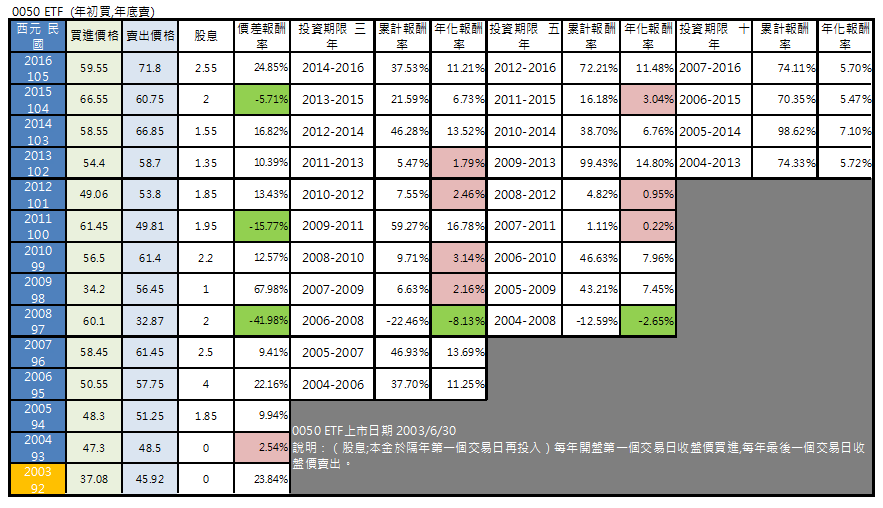 0050 ETF (年初買,年底賣)
西元 民國 買進價格 賣出價格 股息 價差報酬率 投資期限 三年 累計報酬率 年化報酬率 投資期限 五年 累計報酬率 年化報酬率 投資期限 十年 累計報酬率 年化報酬率
2016 105 59.55 71.8 2.55 24.85% 2014-2016 37.53% 11.21% 2012-2016 72.21% 11.48% 2007-2016 74.11% 5.70%
2015 104 66.55 60.75 2 -5.71% 2013-2015 21.59% 6.73% 2011-2015 16.18% 3.04% 2006-2015 70.35% 5.47%
2014 103 58.55 66.85 1.55 16.82% 2012-2014 46.28% 13.52% 2010-2014 38.70% 6.76% 2005-2014 98.62% 7.10%
2013 102 54.4 58.7 1.35 10.39% 2011-2013 5.47% 1.79% 2009-2013 99.43% 14.80% 2004-2013 74.33% 5.72%
2012 101 49.06 53.8 1.85 13.43% 2010-2012 7.55% 2.46% 2008-2012 4.82% 0.95%
2011 100 61.45 49.81 1.95 -15.77% 2009-2011 59.27% 16.78% 2007-2011 1.11% 0.22%
2010 99 56.5 61.4 2.2 12.57% 2008-2010 9.71% 3.14% 2006-2010 46.63% 7.96%
2009 98 34.2 56.45 1 67.98% 2007-2009 6.63% 2.16% 2005-2009 43.21% 7.45%
2008 97 60.1 32.87 2 -41.98% 2006-2008 -22.46% -8.13% 2004-2008 -12.59% -2.65%
2007 96 58.45 61.45 2.5 9.41% 2005-2007 46.93% 13.69%
2006 95 50.55 57.75 4 22.16% 2004-2006 37.70% 11.25%
2005 94 48.3 51.25 1.85 9.94%
2004 93 47.3 48.5 0 2.54%
2003 92 37.08 45.92 0 23.84%
0050 ETF上市日期 2003/6/30
說明：（股息;本金於隔年第一個交易日再投入）每年開盤第一個交易日收盤價買進,每年最後一個交易日收
盤價賣出。